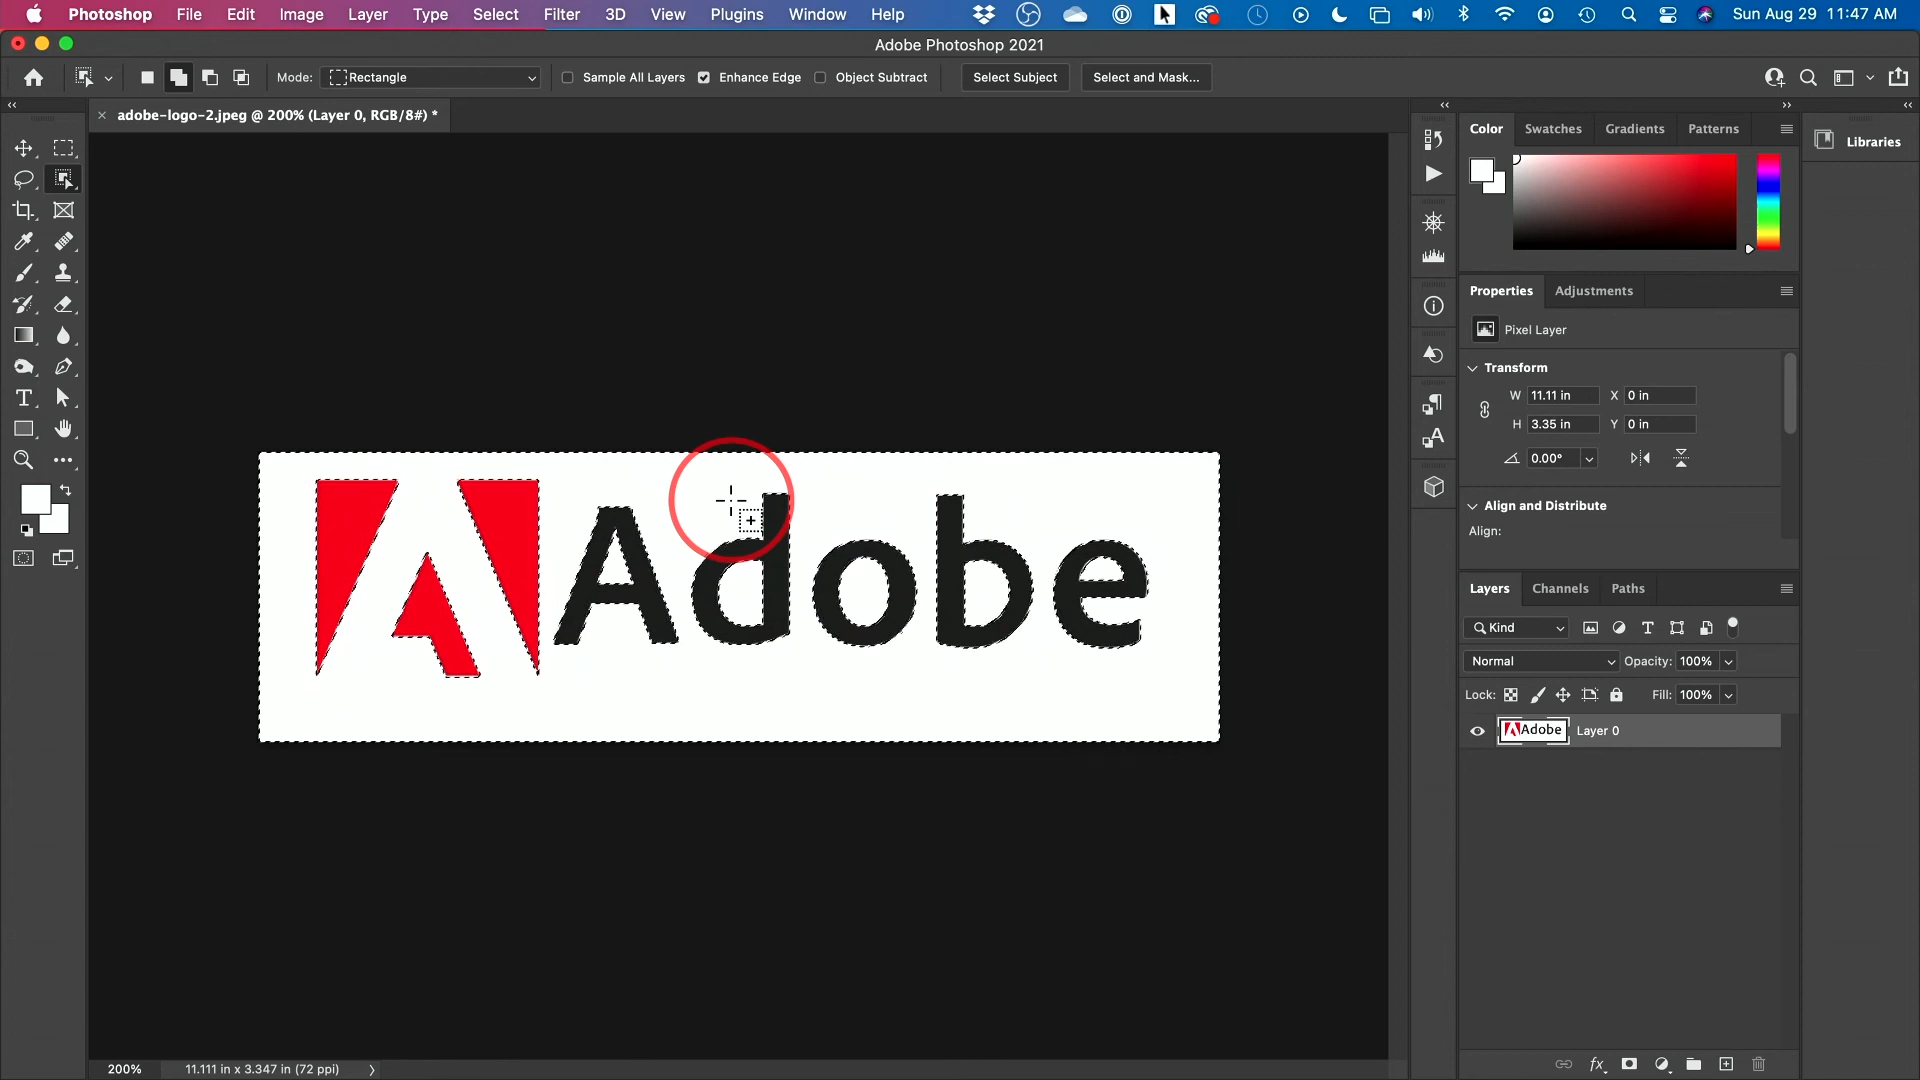 Photoshop File Edit Image Layer Type Select Filter 3D View Plugins Window Help Sun Aug 29 11:47 AM
Adobe Photoshop 2021
Mode: Rectangle Sample All Layers Enhance Edge Object Subtract Select Subject Select and Mask...
adobe-logo-2.jpeg @ 200% (Layer 0, RGB/8#) *
Color Swatches Gradients Patterns
Libraries
Properties Adjustments
Pixel Layer
Transform
W 11.11 in X 0 in
H 3.35 in Y 0 in
0.00°
Align and Distribute
Align:
Adobe
Layers Channels Paths
Kind
Normal Opacity: 100%
Lock: Fill: 100%
Adobe Layer 0
fx
200% 11.111 in x 3.347 in (72 ppi)